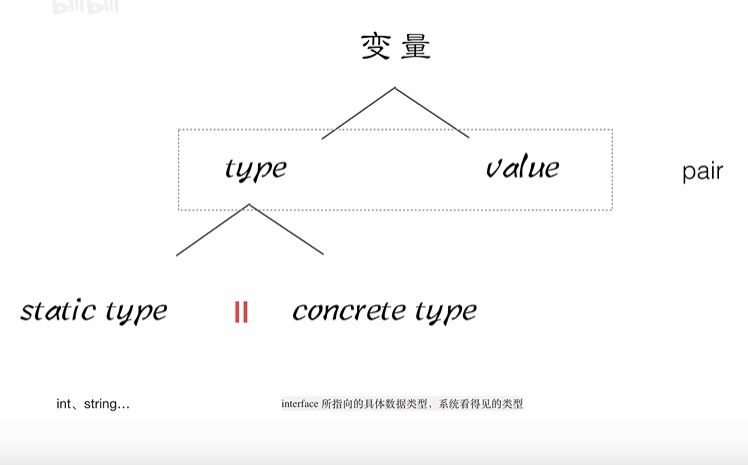 bilibili
变量
type value pair
static type || concrete type
int、string...
interface 所指向的具体数据类型，系统看得见的类型